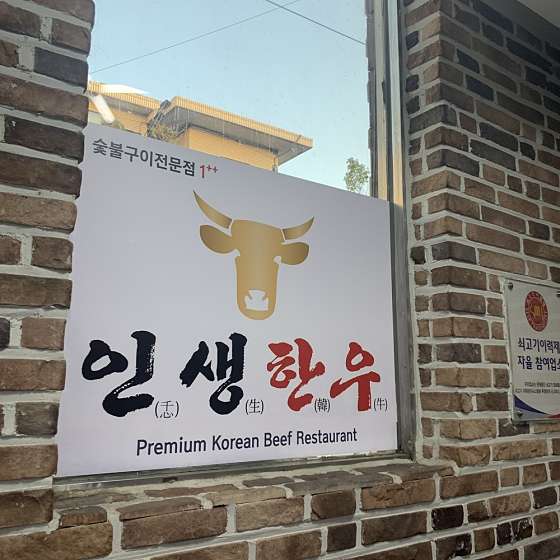 숯불구이전문점 1++
인생한우
(恁) (生) (韓) (牛)
Premium Korean Beef Restaurant
쇠고기이력제
자율 참여업소